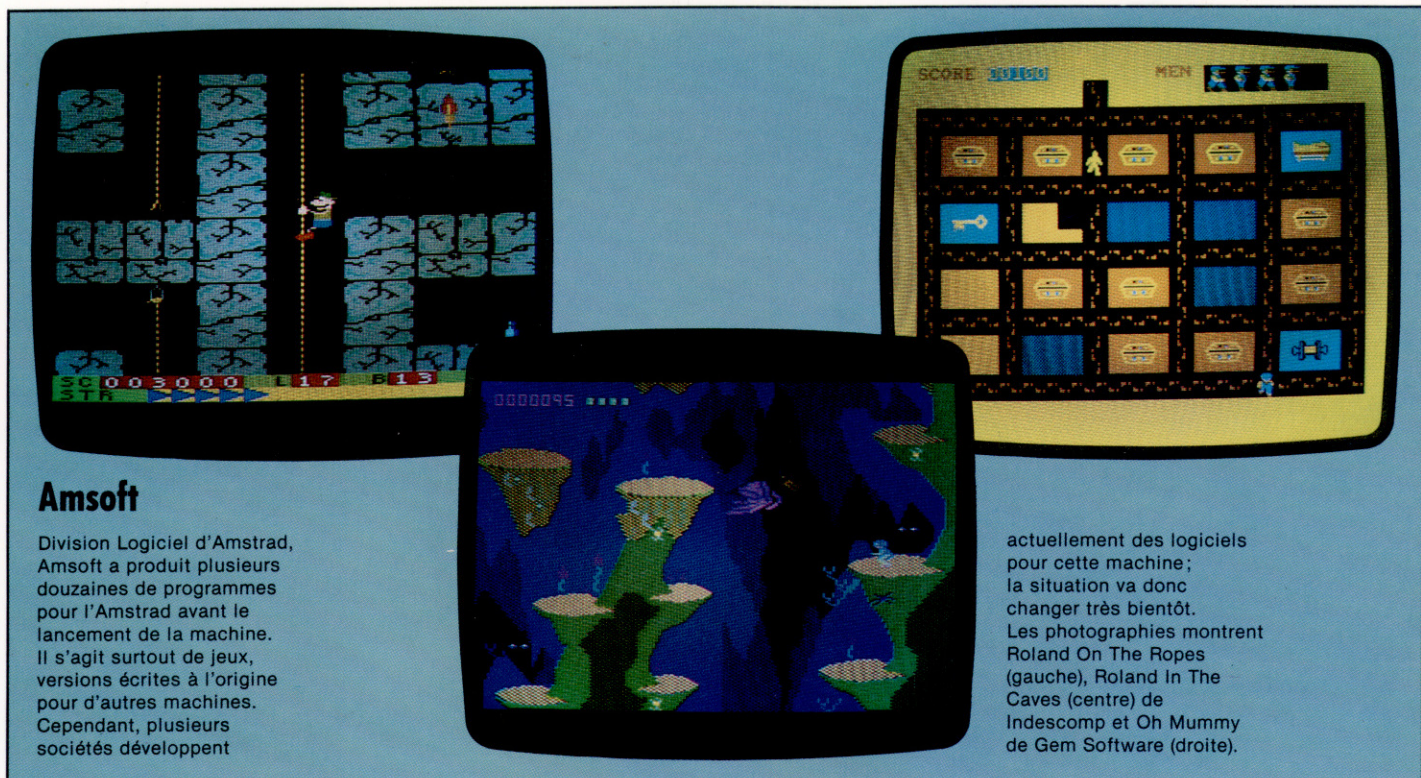 SCORE 00100 MEN
SC 003000 L 17 B 13
STR
0000095
Amsoft
Division Logiciel d'Amstrad,
Amsoft a produit plusieurs
douzaines de programmes
pour l'Amstrad avant le
lancement de la machine.
Il s'agit surtout de jeux,
versions écrites à l'origine
pour d'autres machines.
Cependant, plusieurs
sociétés développent
actuellement des logiciels
pour cette machine;
la situation va donc
changer très bientôt.
Les photographies montrent
Roland On The Ropes
(gauche), Roland In The
Caves (centre) de
Indescomp et Oh Mummy
de Gem Software (droite).